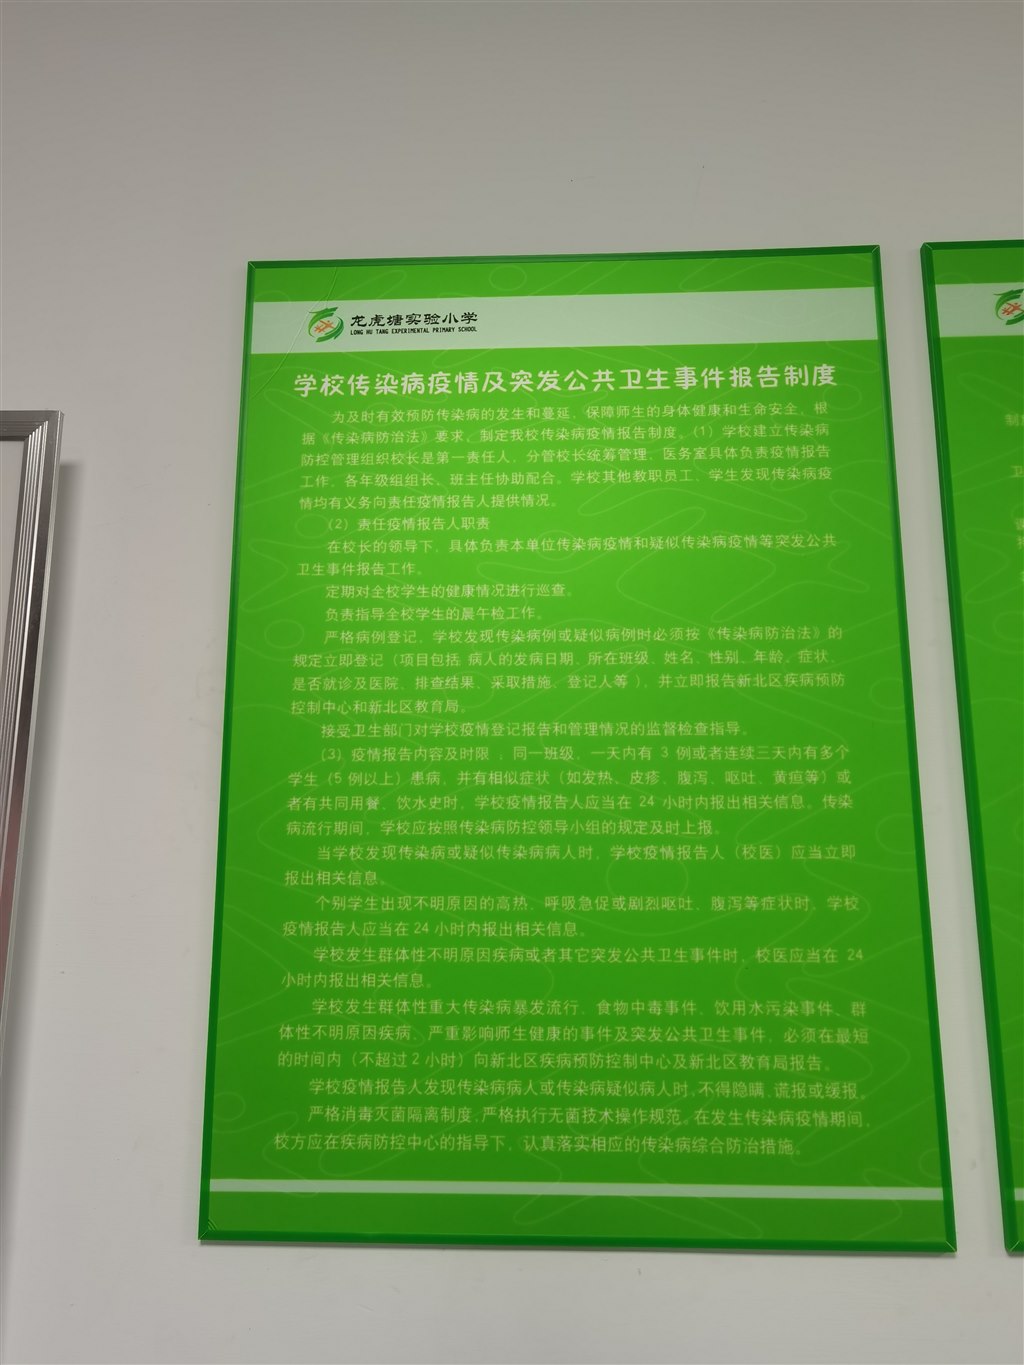 龙虎塘实验小学
LONG HU TANG EXPERIMENTAL PRIMARY SCHOOL
学校传染病疫情及突发公共卫生事件报告制度
为及时有效预防传染病的发生和蔓延，保障师生的身体健康和生命安全，根
据《传染病防治法》要求，制定我校传染病疫情报告制度。(1) 学校建立传染病
防控管理组织校长是第一责任人，分管校长统筹管理，医务室具体负责疫情报告
工作，各年级组组长、班主任协助配合。学校其他教职员工、学生发现传染病疫
情均有义务向责任疫情报告人提供情况。
（2）责任疫情报告人职责
在校长的领导下，具体负责本单位传染病疫情和疑似传染病疫情等突发公共
卫生事件报告工作。
定期对全校学生的健康情况进行巡查。
负责指导全校学生的晨午检工作。
严格病例登记，学校发现传染病例或疑似病例时必须按《传染病防治法》的
规定立即登记（项目包括 病人的发病日期、所在班级、姓名、性别、年龄、症状、
是否就诊及医院、排查结果、采取措施、登记人等 ），并立即报告新北区疾病预防
控制中心和新北区教育局。
接受卫生部门对学校疫情登记报告和管理情况的监督检查指导。
（3）疫情报告内容及时限 ，同一班级，一天内有 3 例或者连续三天内有多个
学生（5 例以上）患病，并有相似症状（如发热、皮疹、腹泻、呕吐、黄疸等）或
者有共同用餐、饮水史时，学校疫情报告人应当在 24 小时内报出相关信息。传染
病流行期间，学校应按照传染病防控领导小组的规定及时上报。
当学校发现传染病或疑似传染病病人时，学校疫情报告人（校医）应当立即
报出相关信息。
个别学生出现不明原因的高热、呼吸急促或剧烈呕吐、腹泻等症状时，学校
疫情报告人应当在 24 小时内报出相关信息。
学校发生群体性不明原因疾病或者其它突发公共卫生事件时，校医应当在 24
小时内报出相关信息。
学校发生群体性重大传染病暴发流行、食物中毒事件、饮用水污染事件、群
体性不明原因疾病、严重影响师生健康的事件及突发公共卫生事件，必须在最短
的时间内（不超过 2 小时）向新北区疾病预防控制中心及新北区教育局报告。
学校疫情报告人发现传染病病人或传染病疑似病人时，不得隐瞒、谎报或缓报。
严格消毒灭菌隔离制度，严格执行无菌技术操作规范。在发生传染病疫情期间，
校方应在疾病防控中心的指导下，认真落实相应的传染病综合防治措施。